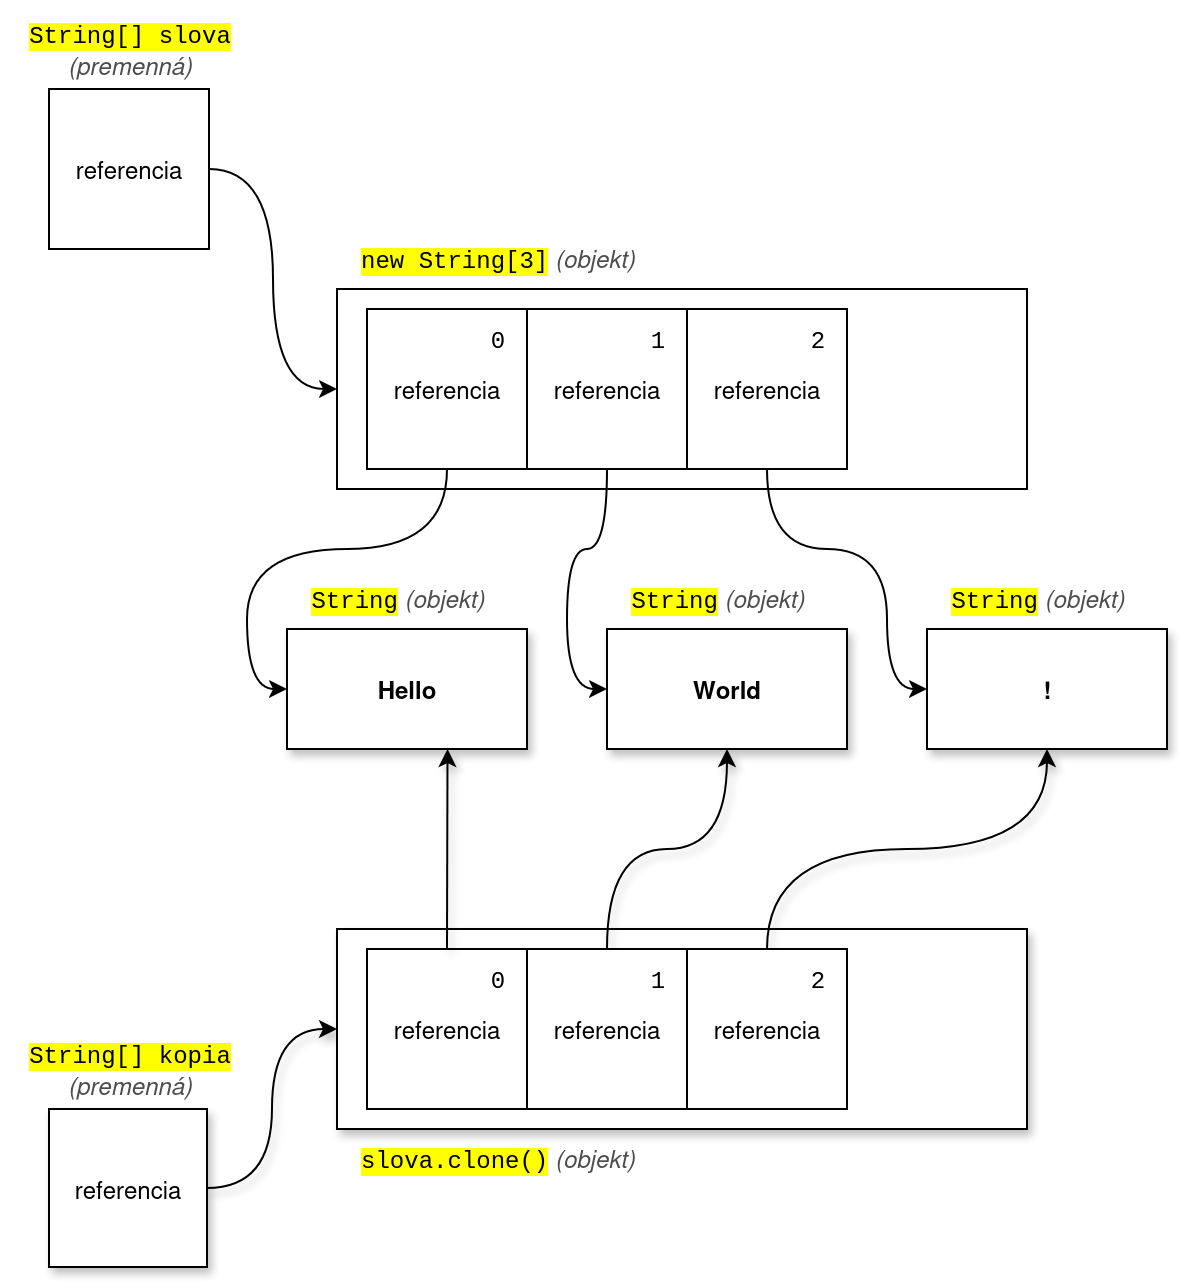 String[] slova
(premenná)
referencia
new String[3] (objekt)
0 1 2
referencia referencia referencia
String (objekt) String (objekt) String (objekt)
Hello World !
0 1 2
referencia referencia referencia
String[] kopia
(premenná)
slova.clone() (objekt)
referencia